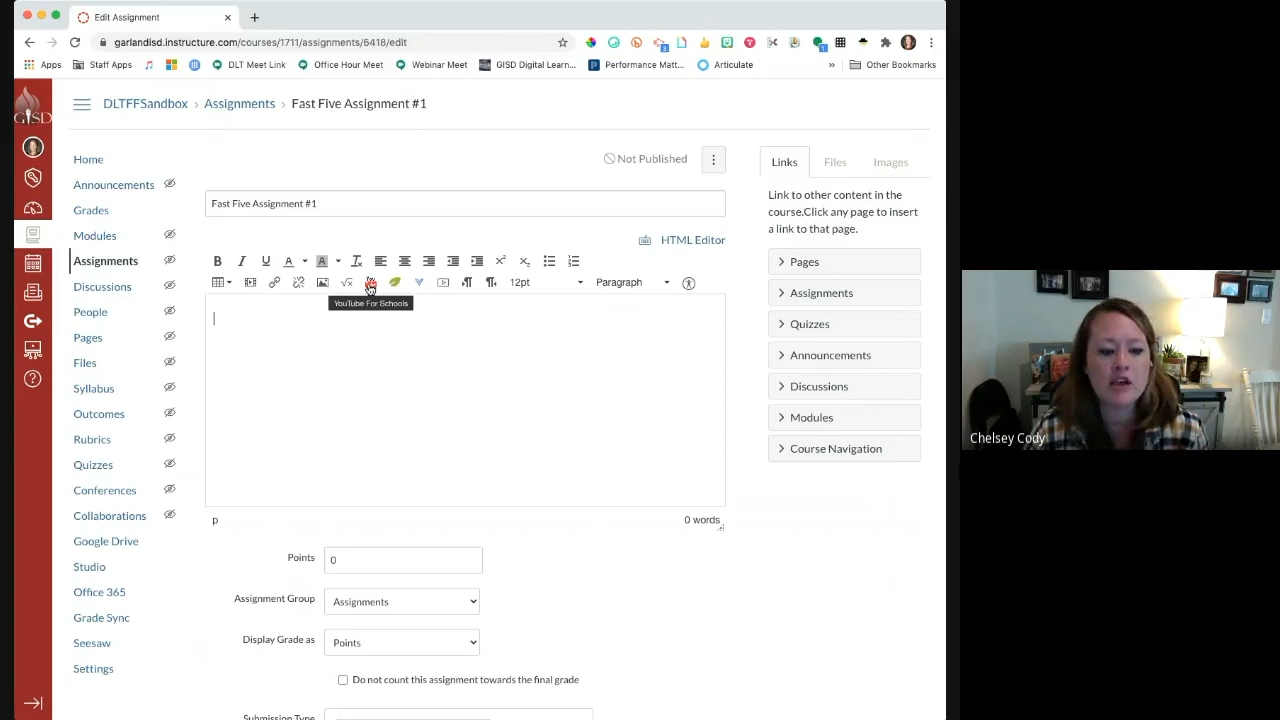 Edit Assignment
garlandisd.instructure.com/courses/1711/assignments/6418/edit
Apps
Staff Apps
DLT Meet Link
Office Hour Meet
Webinar Meet
GISD Digital Learn...
Performance Matt...
Articulate
»
Other Bookmarks
GISD
DLTFFSandbox › Assignments › Fast Five Assignment #1
Home
Announcements
Grades
Modules
Assignments
Discussions
People
Pages
Files
Syllabus
Outcomes
Rubrics
Quizzes
Conferences
Collaborations
Google Drive
Studio
Office 365
Grade Sync
Seesaw
Settings
Not Published
Fast Five Assignment #1
HTML Editor
B I U A A
12pt Paragraph
YouTube For Schools
p 0 words
Points 0
Assignment Group Assignments
Display Grade as Points
Do not count this assignment towards the final grade
Submission Type
Links Files Images
Link to other content in the
course.Click any page to insert
a link to that page.
Pages
Assignments
Quizzes
Announcements
Discussions
Modules
Course Navigation
Chelsey Cody